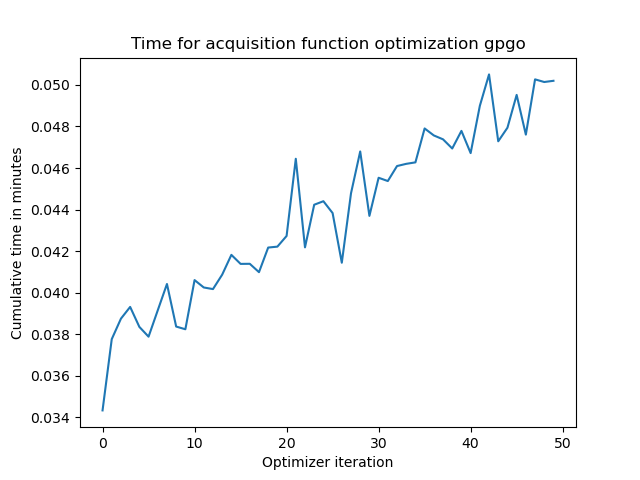 Time for acquisition function optimization gpgo
0.050
0.048
0.046
0.044
0.042
0.040
0.038
0.036
0.034
Cumulative time in minutes
0 10 20 30 40 50
Optimizer iteration